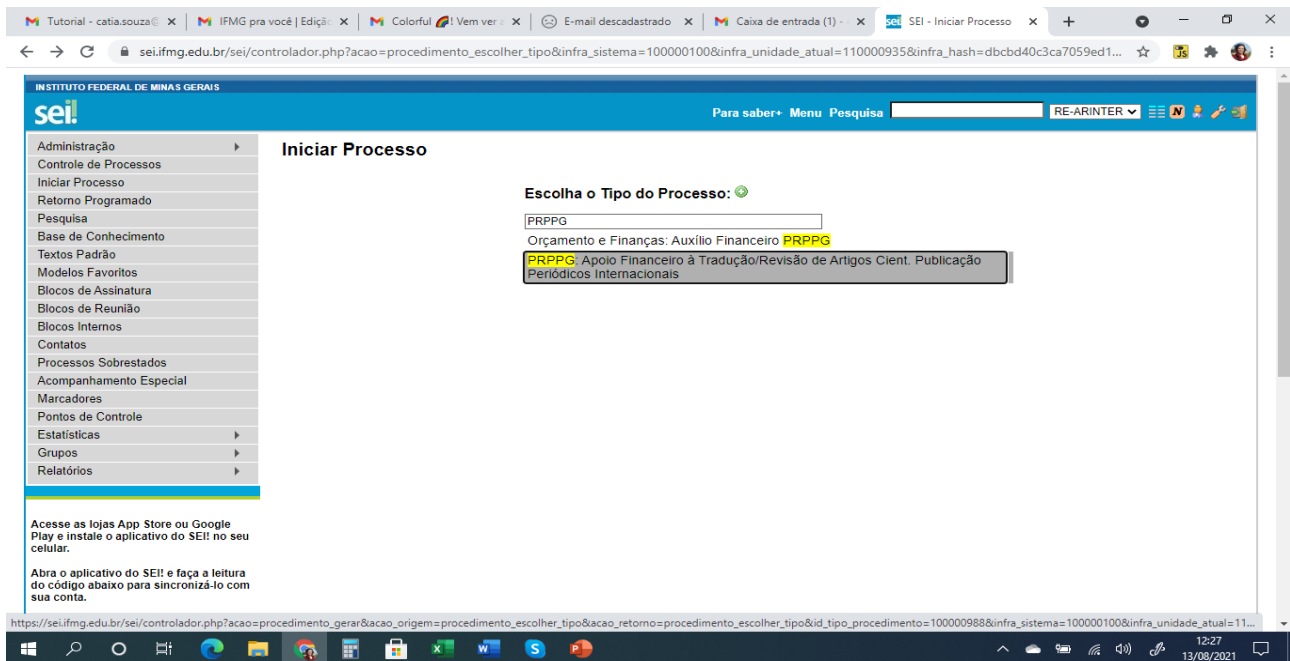 Tutorial - catia.souza@
IFMG pra você | Ediçã
Colorful ! Vem ver a
E-mail descadastrado
Caixa de entrada (1) -
SEI - Iniciar Processo
sei.ifmg.edu.br/sei/controlador.php?acao=procedimento_escolher_tipo&infra_sistema=100000100&infra_unidade_atual=110000935&infra_hash=dbcbd40c3ca7059ed1...
INSTITUTO FEDERAL DE MINAS GERAIS
sei!
Para saber+ Menu Pesquisa
RE-ARINTER
Administração
Controle de Processos
Iniciar Processo
Retorno Programado
Pesquisa
Base de Conhecimento
Textos Padrão
Modelos Favoritos
Blocos de Assinatura
Blocos de Reunião
Blocos Internos
Contatos
Processos Sobrestados
Acompanhamento Especial
Marcadores
Pontos de Controle
Estatísticas
Grupos
Relatórios
Acesse as lojas App Store ou Google
Play e instale o aplicativo do SEI! no seu
celular.
Abra o aplicativo do SEI! e faça a leitura
do código abaixo para sincronizá-lo com
sua conta.
Iniciar Processo
Escolha o Tipo do Processo:
PRPPG
Orçamento e Finanças: Auxílio Financeiro PRPPG
PRPPG: Apoio Financeiro à Tradução/Revisão de Artigos Cient. Publicação
Periódicos Internacionais
https://sei.ifmg.edu.br/sei/controlador.php?acao=procedimento_gerar&acao_origem=procedimento_escolher_tipo&acao_retorno=procedimento_escolher_tipo&id_tipo_procedimento=100000988&infra_sistema=100000100&infra_unidade_atual=11...
12:27
13/08/2021